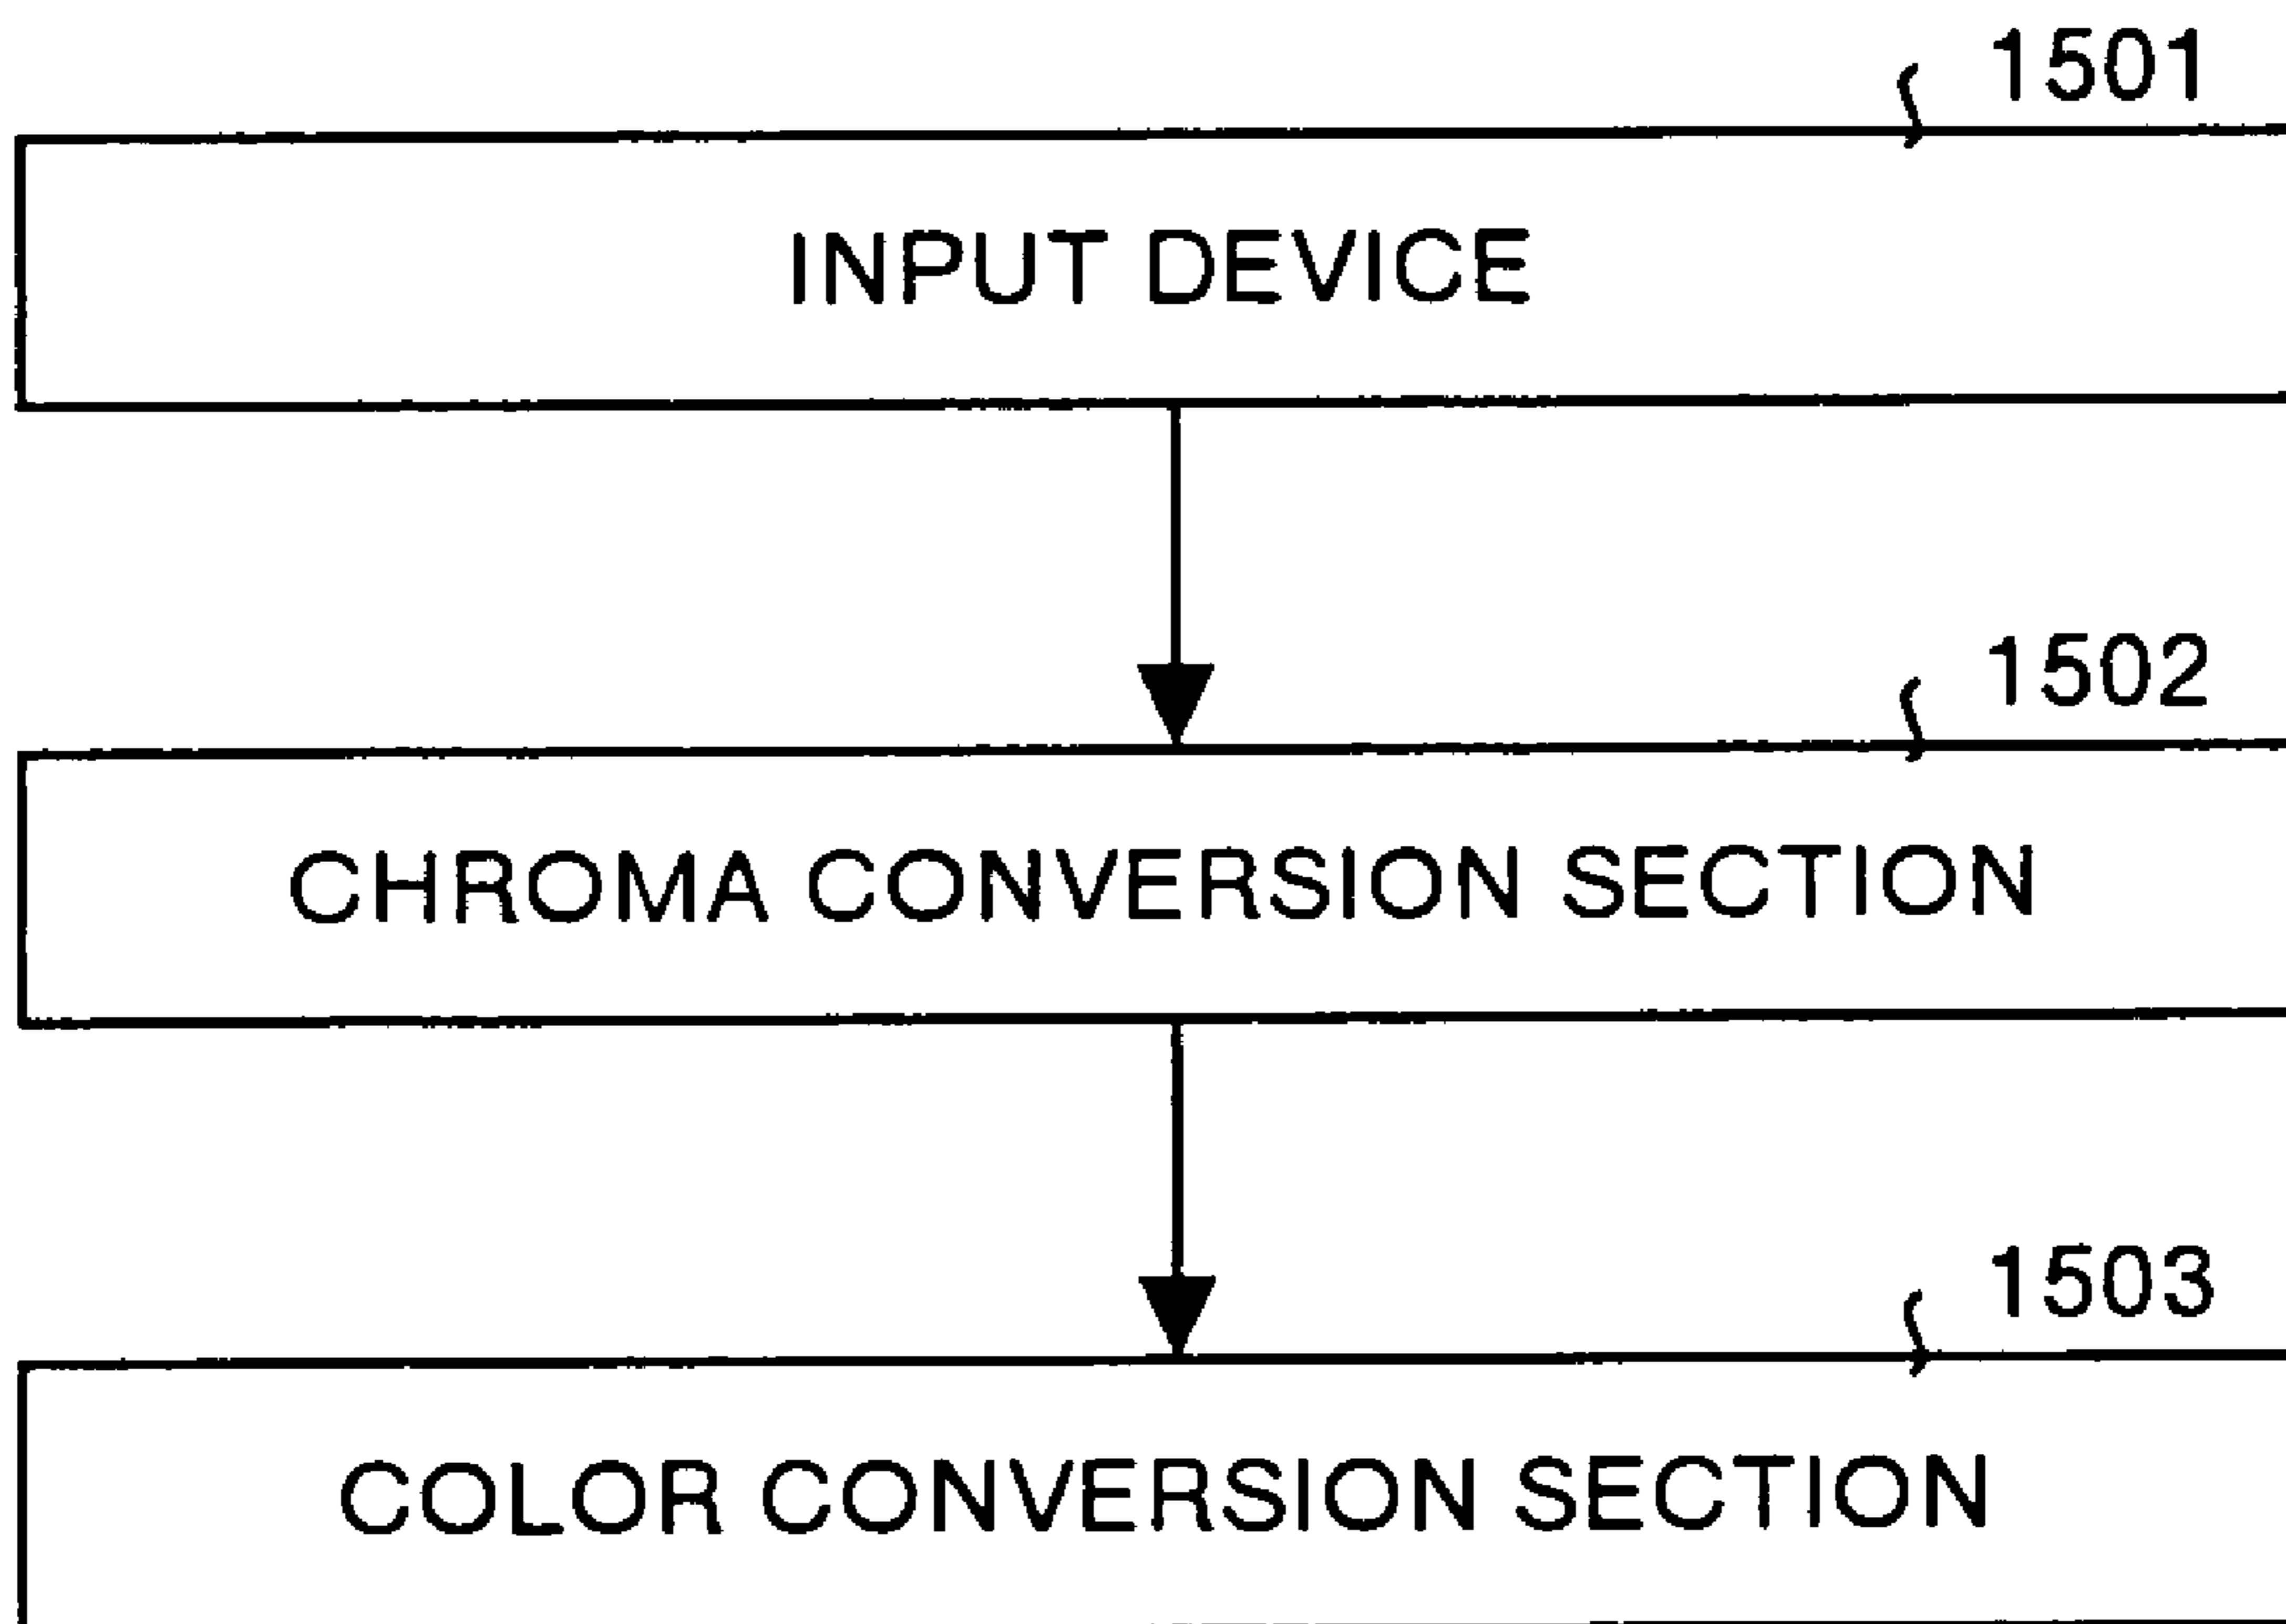 1501
INPUT DEVICE
1502
CHROMA CONVERSION SECTION
1503
COLOR CONVERSION SECTION